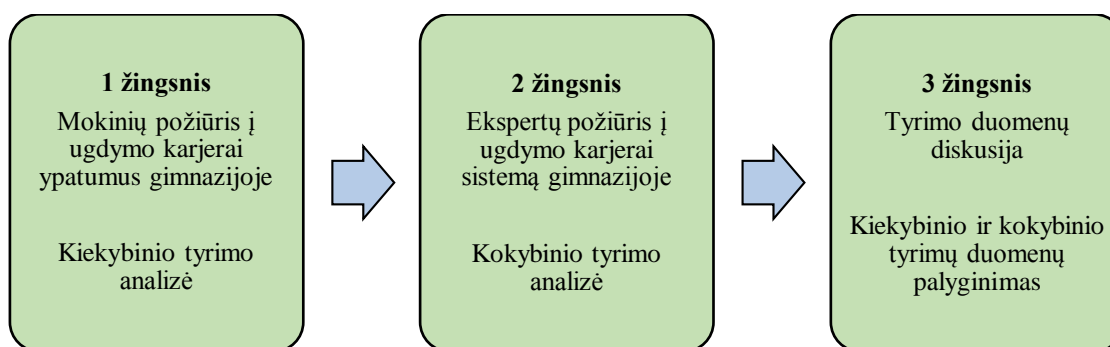 1 žingsnis
Mokinių požiūris į
ugdymo karjerai
ypatumus gimnazijoje
Kiekybinio tyrimo
analizė
2 žingsnis
Ekspertų požiūris į
ugdymo karjerai
sistemą gimnazijoje
Kokybinio tyrimo
analizė
3 žingsnis
Tyrimo duomenų
diskusija
Kiekybinio ir kokybinio
tyrimų duomenų
palyginimas